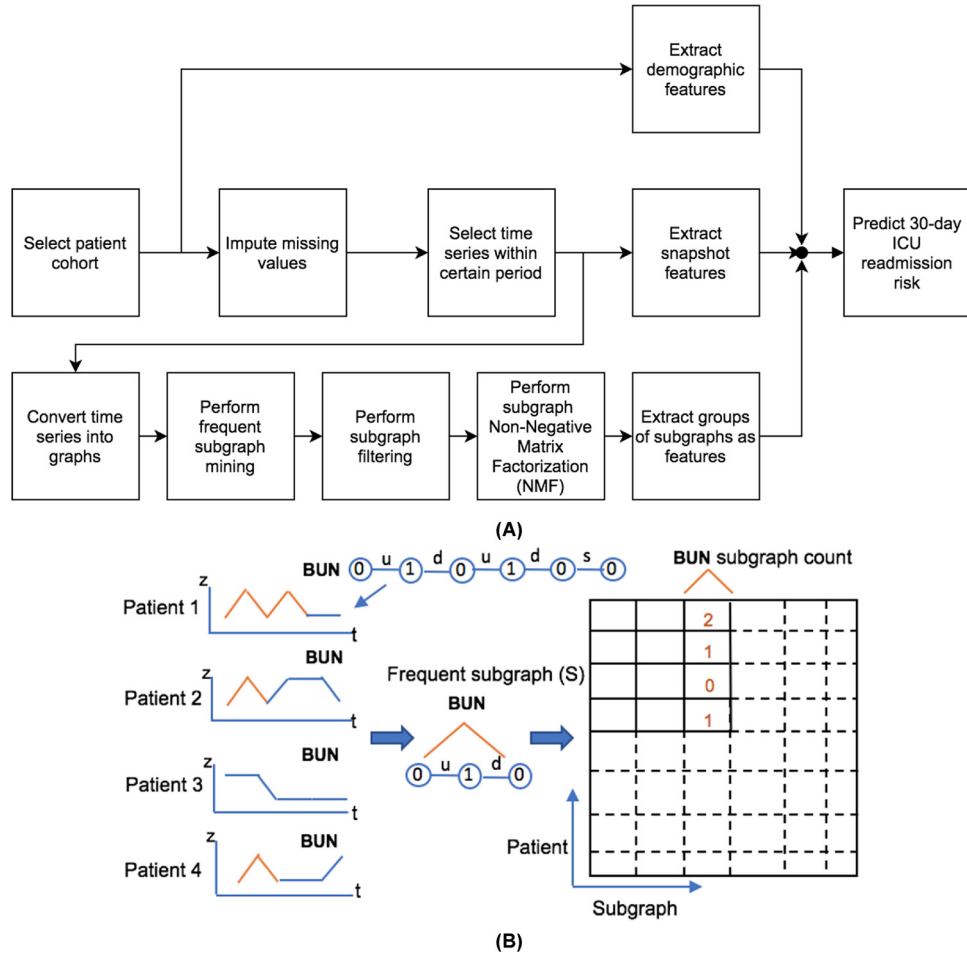 Extract
demographic
features
Select patient
cohort
Impute missing
values
Select time
series within
certain period
Extract
snapshot
features
Predict 30-day
ICU
readmission
risk
Convert time
series into
graphs
Perform
frequent
subgraph
mining
Perform
subgraph
filtering
Perform
subgraph
Non-Negative
Matrix
Factorization
(NMF)
Extract groups
of subgraphs as
features
(A)
u d u d s
BUN 0 1 0 1 0 0
BUN subgraph count
Patient 1
z
t
BUN
Patient 2
z
t
BUN
Patient 3
z
t
BUN
Patient 4
z
t
Frequent subgraph (S)
BUN
u d
0 1 0
2
1
0
1
Patient
Subgraph
(B)